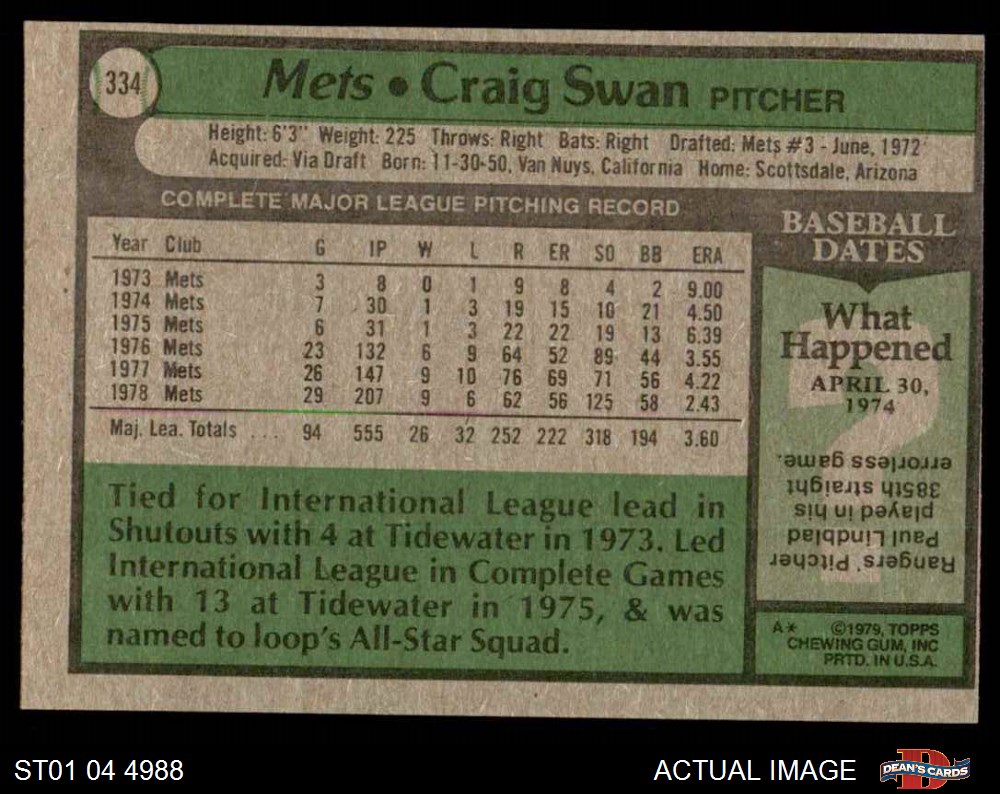 334
Mets • Craig Swan PITCHER
Height: 6'3" Weight: 225 Throws: Right Bats: Right Drafted: Mets #3 - June, 1972
Acquired: Via Draft Born: 11-30-50, Van Nuys, California Home: Scottsdale, Arizona
COMPLETE MAJOR LEAGUE PITCHING RECORD
Year Club G IP W L R ER SO BB ERA
1973 Mets 3 8 0 1 9 8 4 2 9.00
1974 Mets 7 30 1 3 19 15 10 21 4.50
1975 Mets 6 31 1 3 22 22 19 13 6.39
1976 Mets 23 132 6 9 64 52 89 44 3.55
1977 Mets 26 147 9 10 76 69 71 56 4.22
1978 Mets 29 207 9 6 62 56 125 58 2.43
Maj. Lea. Totals ... 94 555 26 32 252 222 318 194 3.60
Tied for International League lead in
Shutouts with 4 at Tidewater in 1973. Led
International League in Complete Games
with 13 at Tidewater in 1975, & was
named to loop's All-Star Squad.
BASEBALL
DATES
What
Happened
APRIL 30,
1974
?
Rangers' Pitcher
Paul Lindblad
played in his
385th straight
errorless game.
A* ©1979, TOPPS
CHEWING GUM, INC
PRTD. IN U.S.A.
ST01 04 4988
ACTUAL IMAGE
DEAN'S CARDS